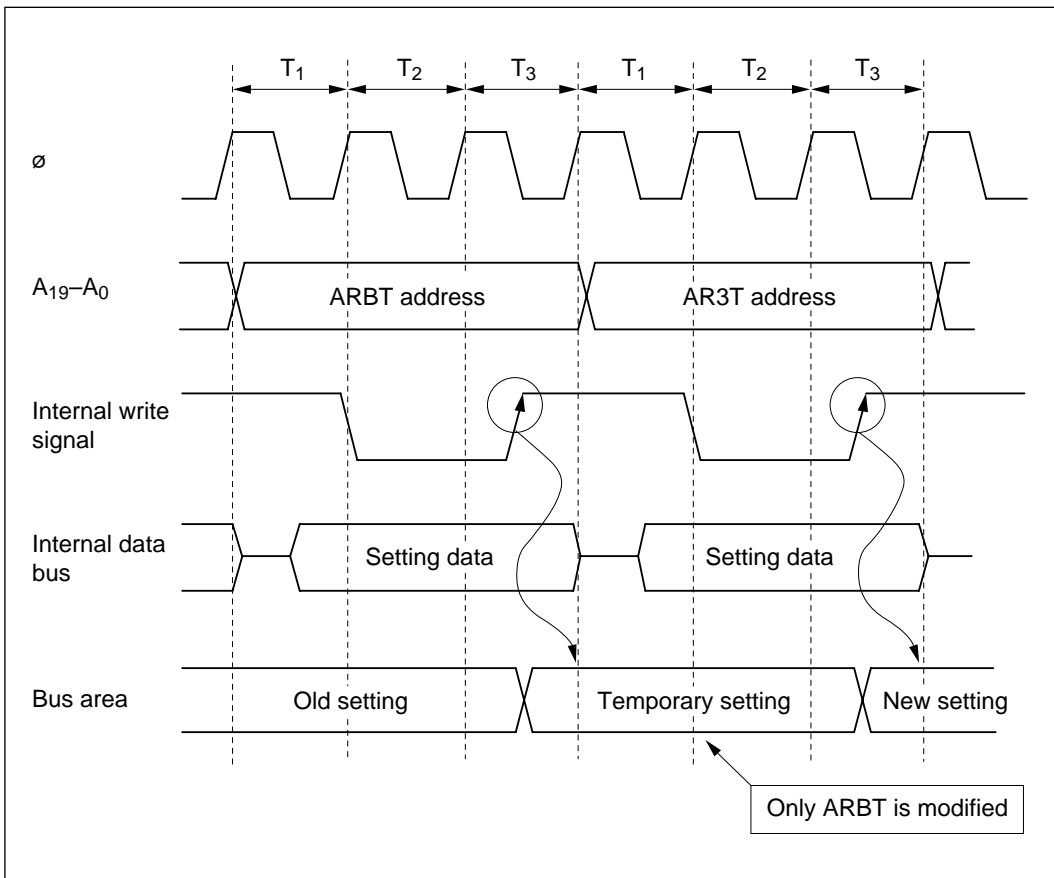 T1 T2 T3 T1 T2 T3
ø
A19–A0
ARBT address AR3T address
Internal write
signal
Internal data
bus
Setting data Setting data
Bus area
Old setting Temporary setting New setting
Only ARBT is modified